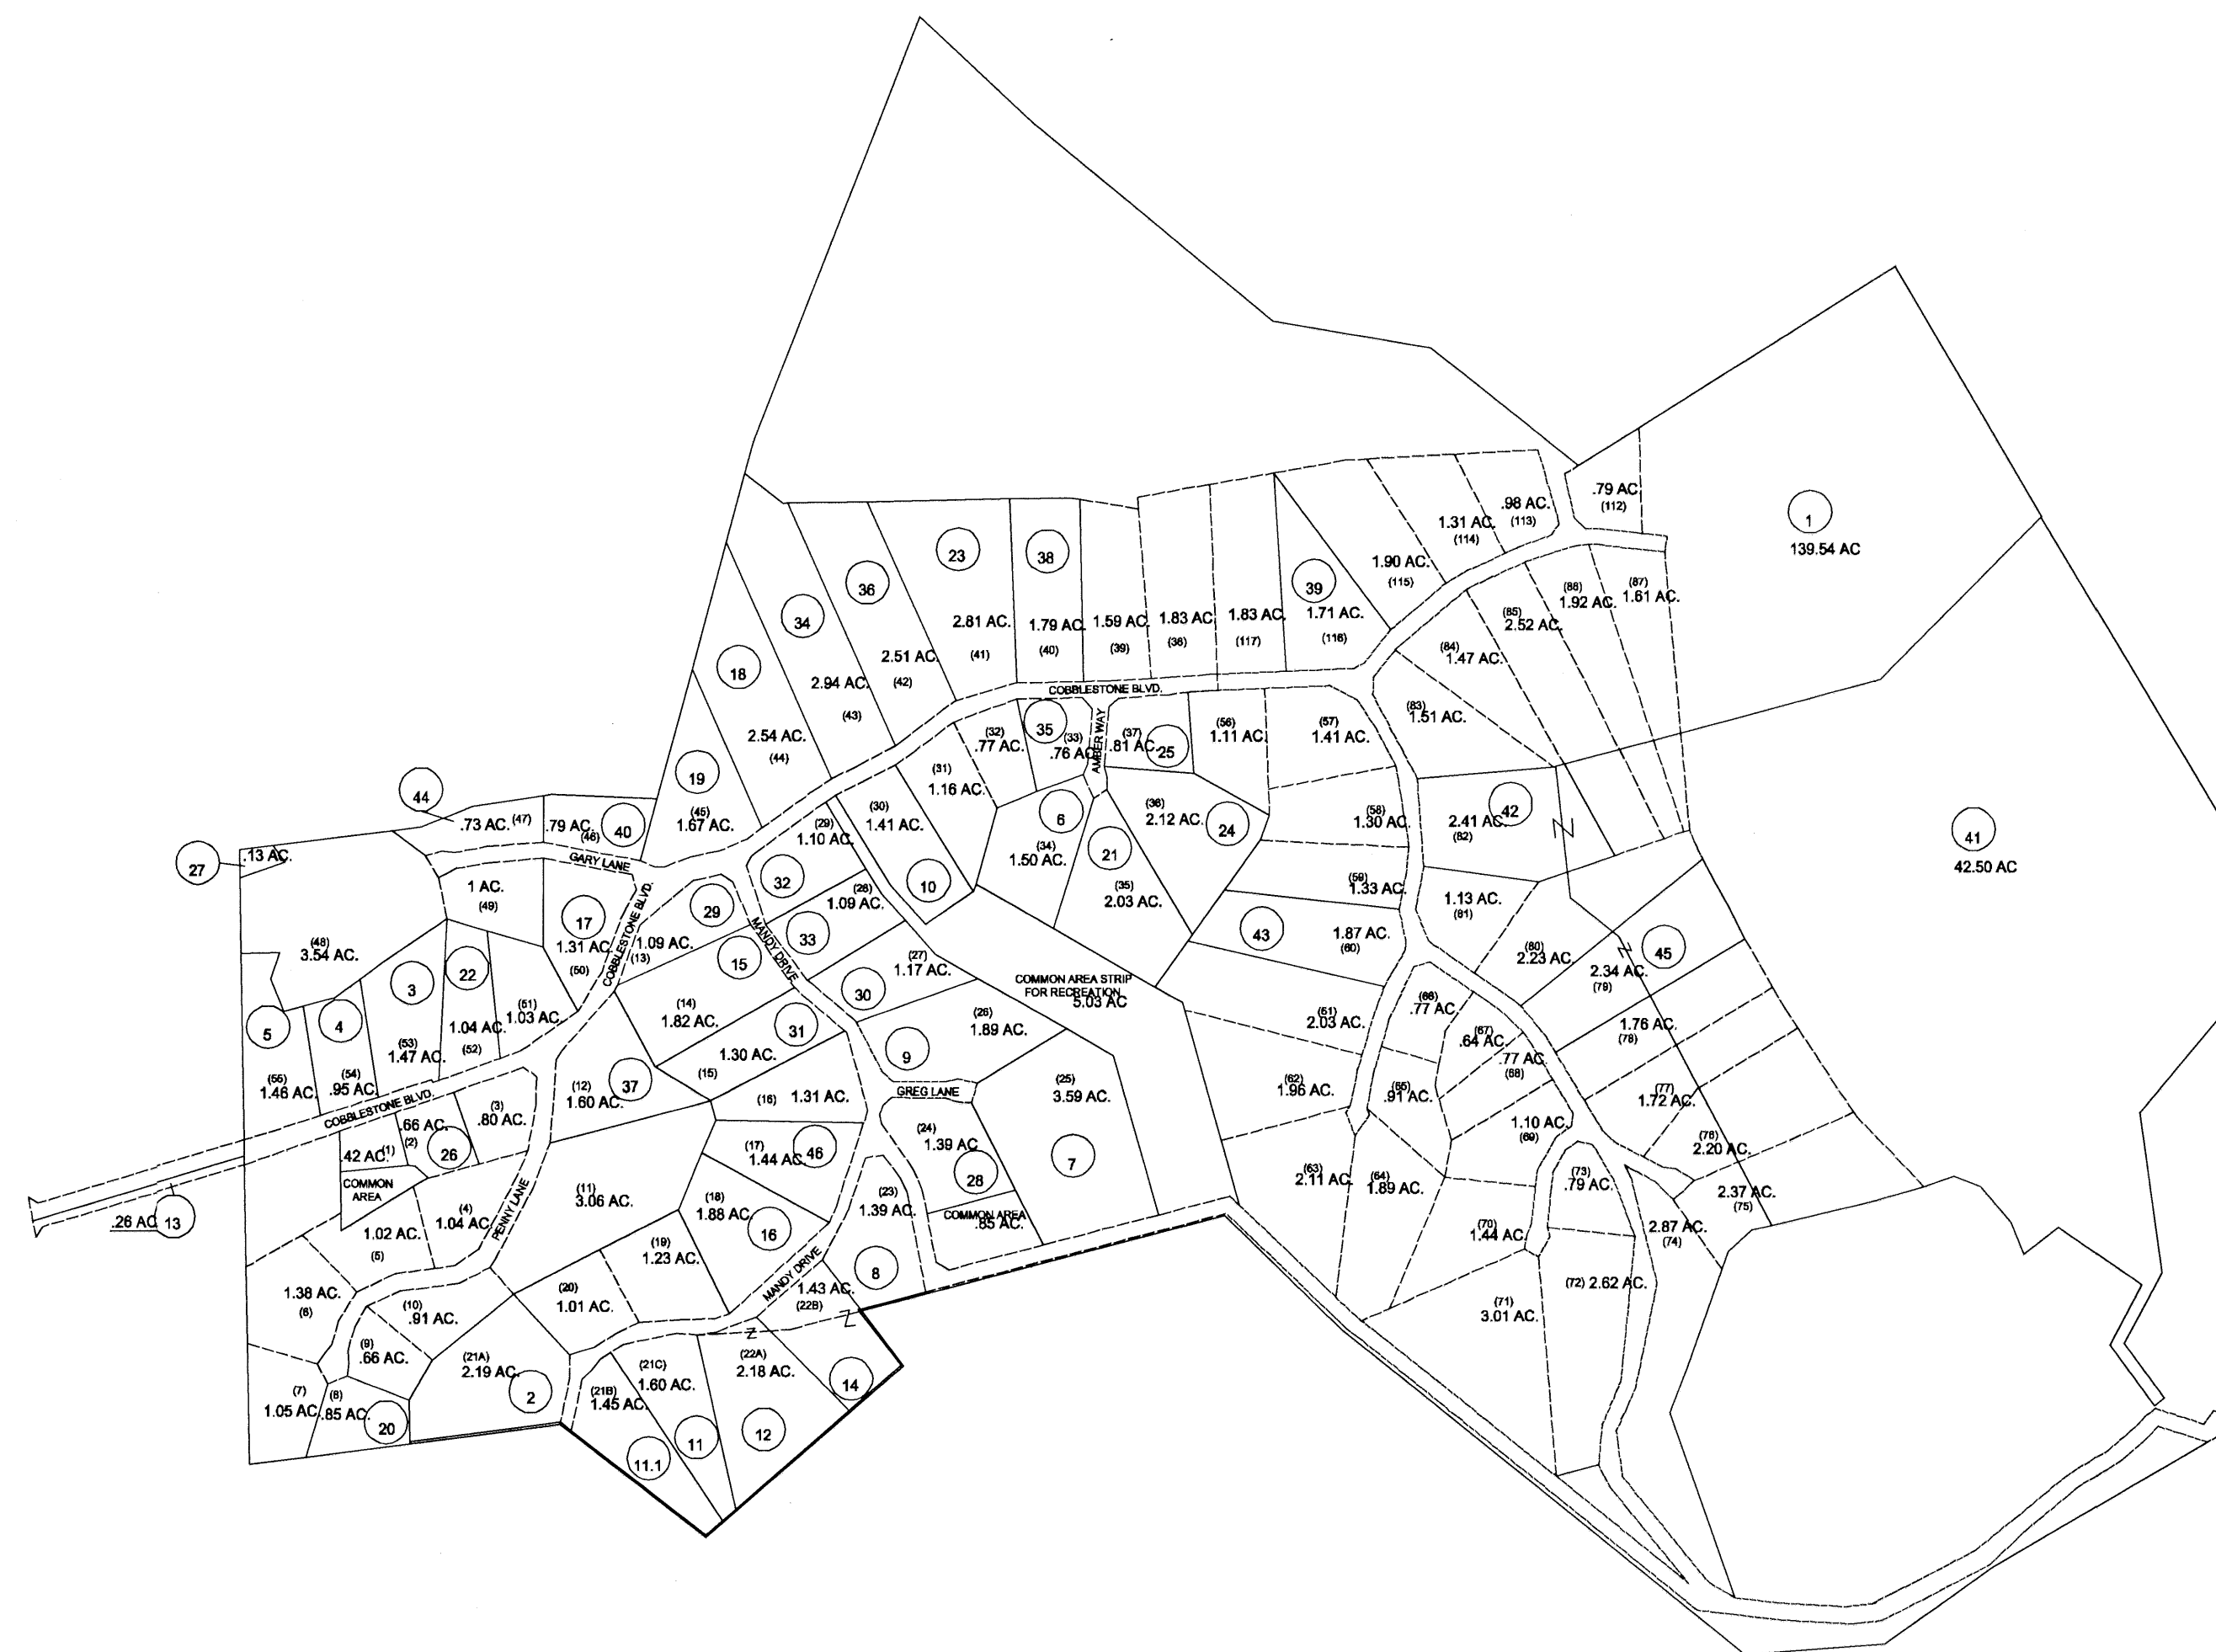 .79 AC
(112)
1
139.54 AC
.98 AC.
(113)
1.31 AC.
(114)
1.90 AC.
(115)
23
38
36
39
34
(88)
1.92 AC.
(87)
1.61 AC.
(85)
2.52 AC.
2.81 AC.
(41)
1.79 AC.
(40)
1.59 AC.
(39)
1.83 AC
(38)
1.83 AC.
(117)
1.71 AC.
(116)
18
2.51 AC.
(42)
2.94 AC.
(43)
(84)
1.47 AC.
COBBLESTONE BLVD.
2.54 AC.
(44)
(32)
.77 AC.
35
(33)
.76 AC
AMBER WAY
(37)
.81 AC.
25
(56)
1.11 AC.
(57)
1.41 AC.
(83)
1.51 AC.
19
(45)
1.67 AC.
(31)
1.16 AC.
44
.73 AC.
(47)
.79 AC.
(46)
40
(30)
1.41 AC.
(29)
1.10 AC.
6
(34)
1.50 AC.
21
(35)
2.03 AC.
(36)
2.12 AC.
24
(58)
1.30 AC.
42
2.41 AC.
(82)
Z
41
42.50 AC
27
.13 AC.
GARY LANE
1 AC.
(49)
17
1.31 AC.
(50)
COBBLESTONE BLVD.
29
1.09 AC.
(13)
32
(28)
1.09 AC.
10
33
MANDY DRIVE
15
(59)
1.33 AC.
43
1.87 AC.
(60)
1.13 AC.
(81)
(80)
2.23 AC.
45
2.34 AC.
(79)
Z
(48)
3.54 AC.
3
22
4
5
(51)
1.03 AC.
1.04 AC.
(52)
(53)
1.47 AC.
(54)
.95 AC
(55)
1.46 AC.
(14)
1.82 AC.
31
1.30 AC.
(15)
30
(27)
1.17 AC.
COMMON AREA STRIP
FOR RECREATION
5.03 AC
(26)
1.89 AC.
9
(61)
2.03 AC.
(66)
.77 AC.
(67)
.64 AC.
.77 AC.
(68)
1.76 AC.
(78)
(12)
1.60 AC.
37
(16)
1.31 AC.
GREG LANE
(25)
3.59 AC.
7
(62)
1.96 AC.
(65)
.91 AC.
1.10 AC.
(69)
(77)
1.72 AC.
COBBLESTONE BLVD.
.66 AC.
(2)
26
(3)
.80 AC.
.42 AC.
(1)
COMMON
AREA
(17)
1.44 AC.
46
(24)
1.39 AC.
28
(76)
2.20 AC.
(63)
2.11 AC.
(64)
1.89 AC.
(73)
.79 AC.
2.37 AC.
(75)
.26 AC
13
(4)
1.04 AC.
PENNY LANE
1.02 AC.
(5)
(11)
3.06 AC.
(18)
1.88 AC.
16
(23)
1.39 AC.
COMMON AREA
.85 AC.
(70)
1.44 AC.
2.87 AC.
(74)
(19)
1.23 AC.
MANDY DRIVE
8
1.38 AC.
(6)
(10)
.91 AC.
(20)
1.01 AC.
1.43 AC.
(22B)
Z
(72)
2.62 AC.
(71)
3.01 AC.
(9)
.66 AC.
(21A)
2.19 AC.
2
Z
(21C)
1.60 AC.
(22A)
2.18 AC.
14
(7)
1.05 AC.
(8)
.85 AC.
20
(21B)
1.45 AC.
11
12
11.1